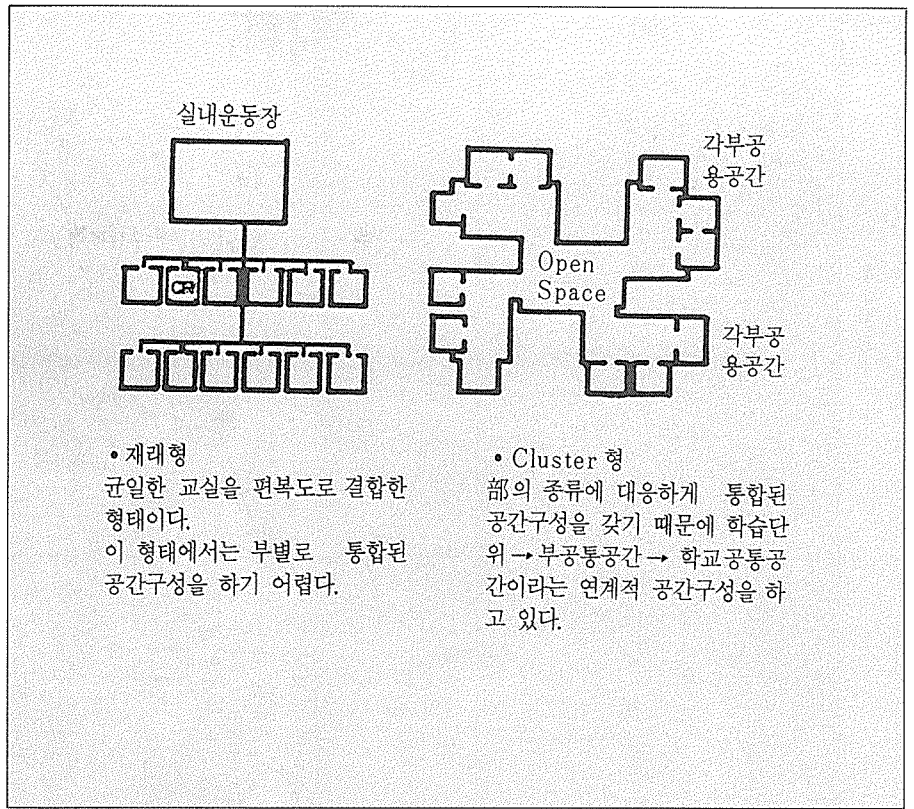 실내운동장
CR
각부공
용공간
Open
Space
각부공
용공간
• 재래형
균일한 교실을 편복도로 결합한
형태이다.
이 형태에서는 부별로 통합된
공간구성을 하기 어렵다.
• Cluster 형
部의 종류에 대응하게 통합된
공간구성을 갖기 때문에 학습단
위 → 부공통공간 → 학교공통공
간이라는 연계적 공간구성을 하
고 있다.